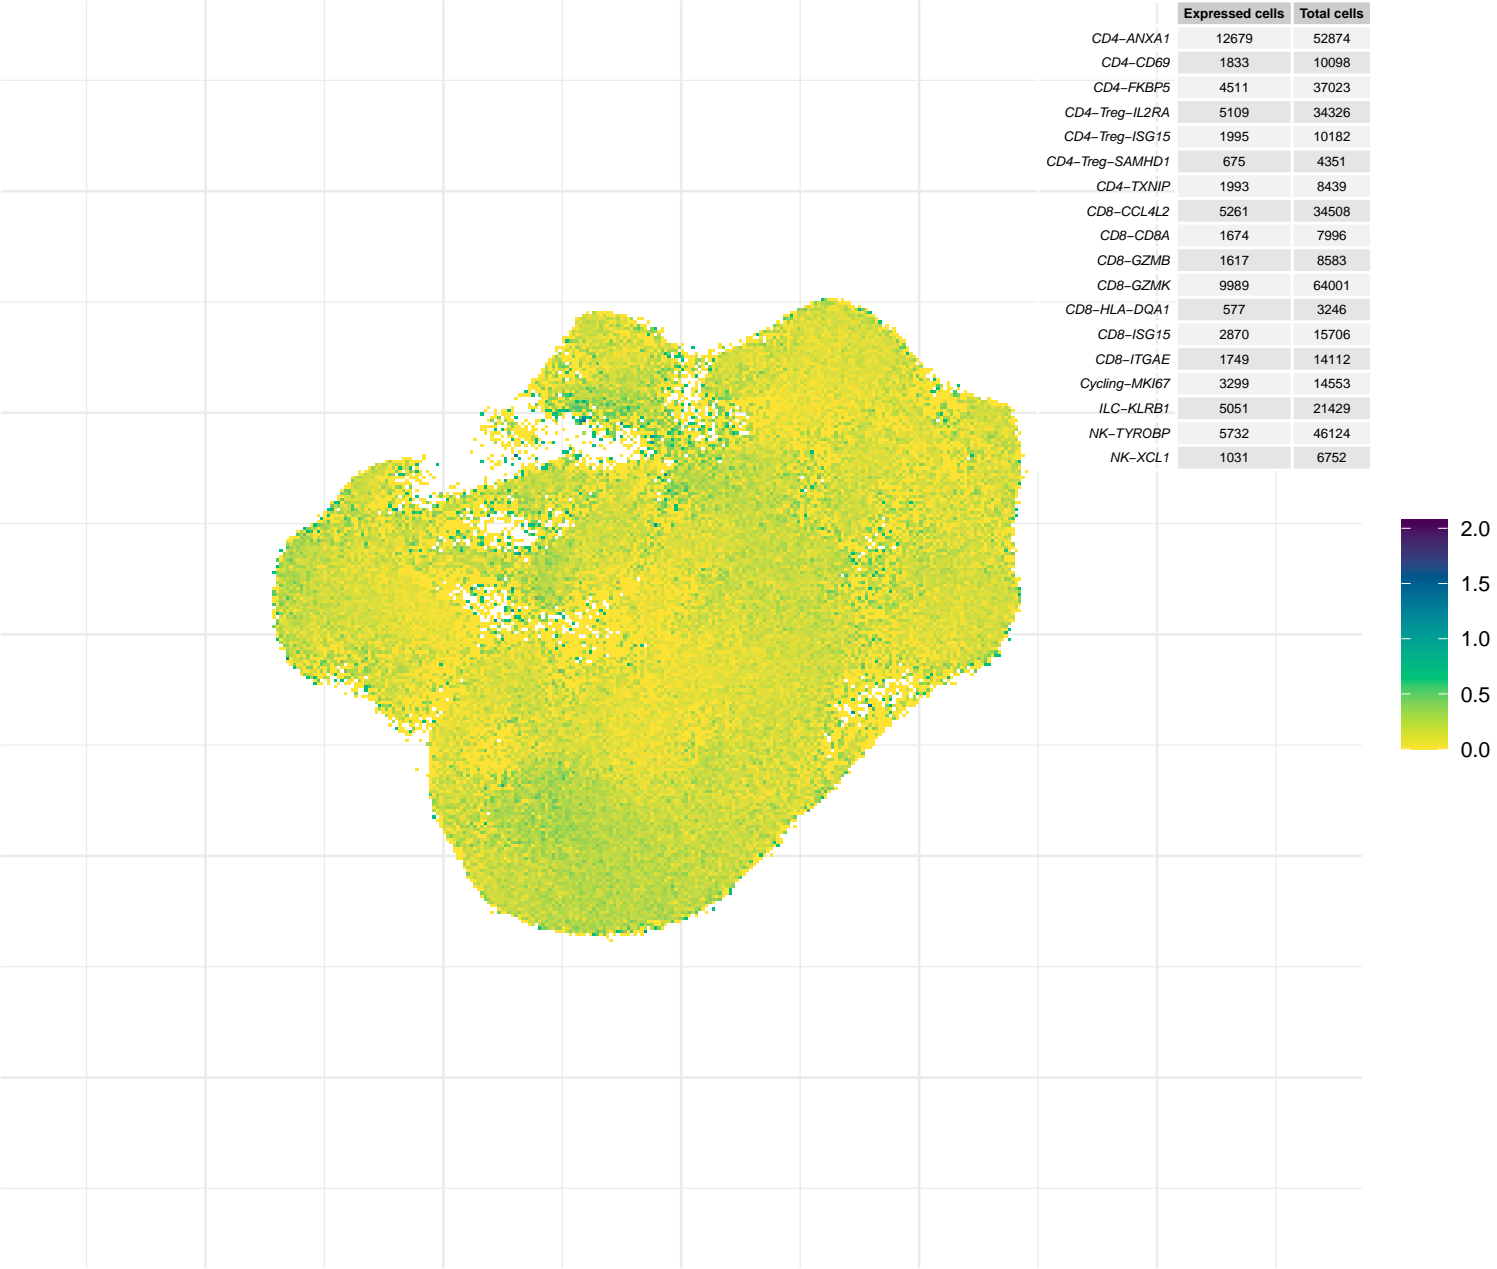 Expressed cells Total cells
CD4−ANXA1 12679 52874
CD4−CD69 1833 10098
CD4−FKBP5 4511 37023
CD4−Treg−IL2RA 5109 34326
CD4−Treg−ISG15 1995 10182
CD4−Treg−SAMHD1 675 4351
CD4−TXNIP 1993 8439
CD8−CCL4L2 5261 34508
CD8−CD8A 1674 7996
CD8−GZMB 1617 8583
CD8−GZMK 9989 64001
CD8−HLA−DQA1 577 3246
CD8−ISG15 2870 15706
CD8−ITGAE 1749 14112
Cycling−MKI67 3299 14553
ILC−KLRB1 5051 21429
NK−TYROBP 5732 46124
NK−XCL1 1031 6752
2.0
1.5
1.0
0.5
0.0